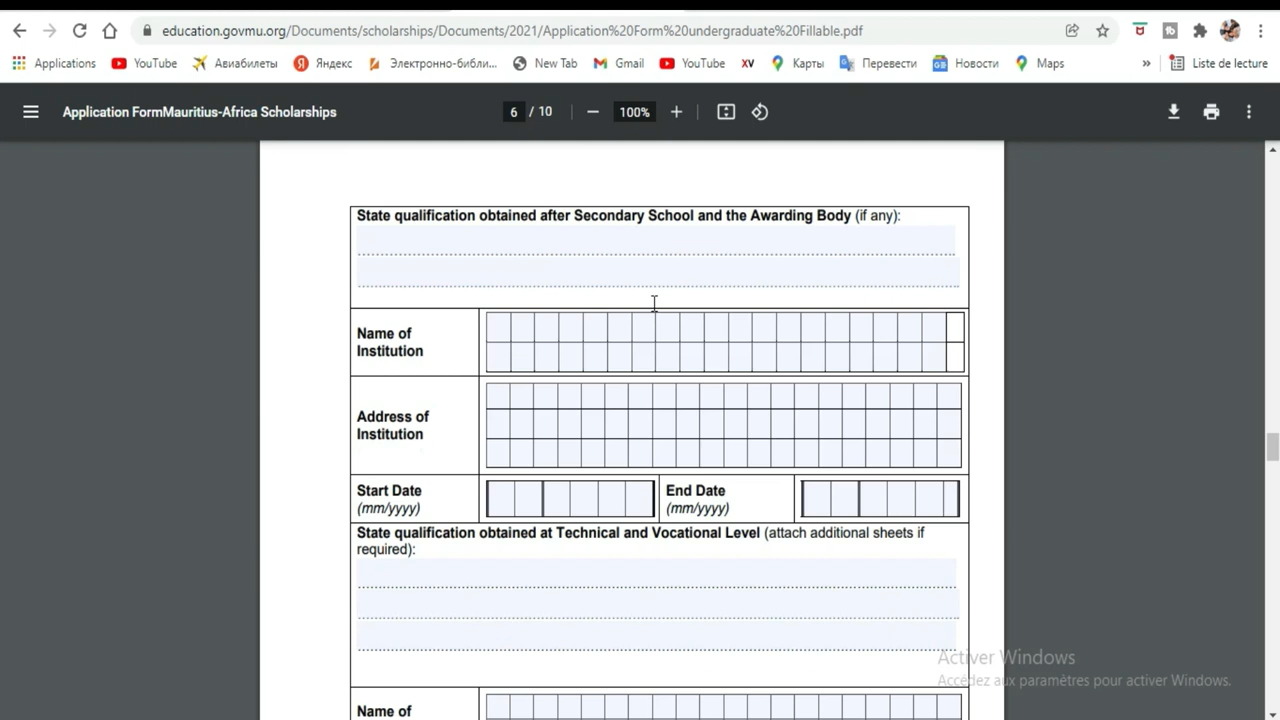 education.govmu.org/Documents/scholarships/Documents/2021/Application%20Form%20undergraduate%20Fillable.pdf
Applications YouTube Авиабилеты Яндекс Электронно-библи... New Tab Gmail YouTube XV Карты Перевести Новости Maps » Liste de lecture
Application FormMauritius-Africa Scholarships 6 / 10 100%
State qualification obtained after Secondary School and the Awarding Body (if any):
Name of
Institution
Address of
Institution
Start Date
(mm/yyyy)
End Date
(mm/yyyy)
State qualification obtained at Technical and Vocational Level (attach additional sheets if
required):
Name of
Activer Windows
Accédez aux paramètres pour activer Windows.